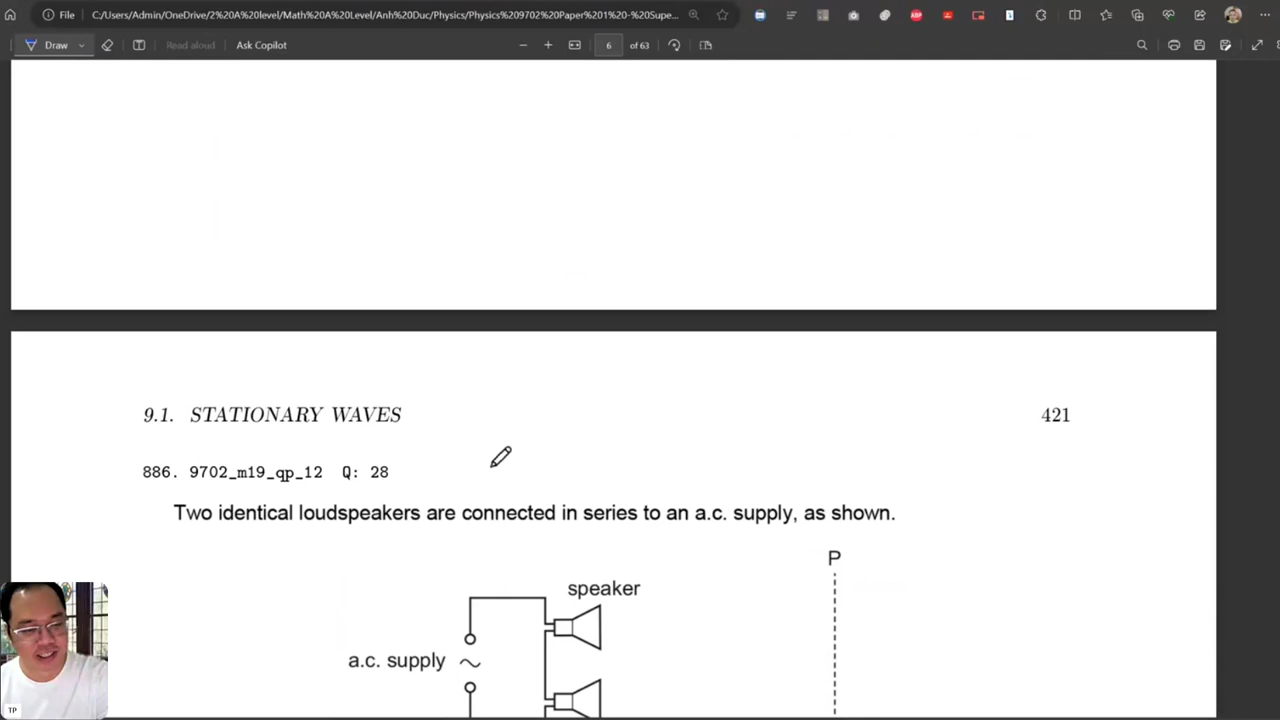 File
C:/Users/Admin/OneDrive/2%20A%20level/Math%20A%20Level/Anh%20Duc/Physics/Physics%209702%20Paper%201%20-%20Supe...
Draw
Read aloud
Ask Copilot
6
of 63
9.1. STATIONARY WAVES
421
886. 9702_m19_qp_12 Q: 28
Two identical loudspeakers are connected in series to an a.c. supply, as shown.
P
speaker
a.c. supply
TP